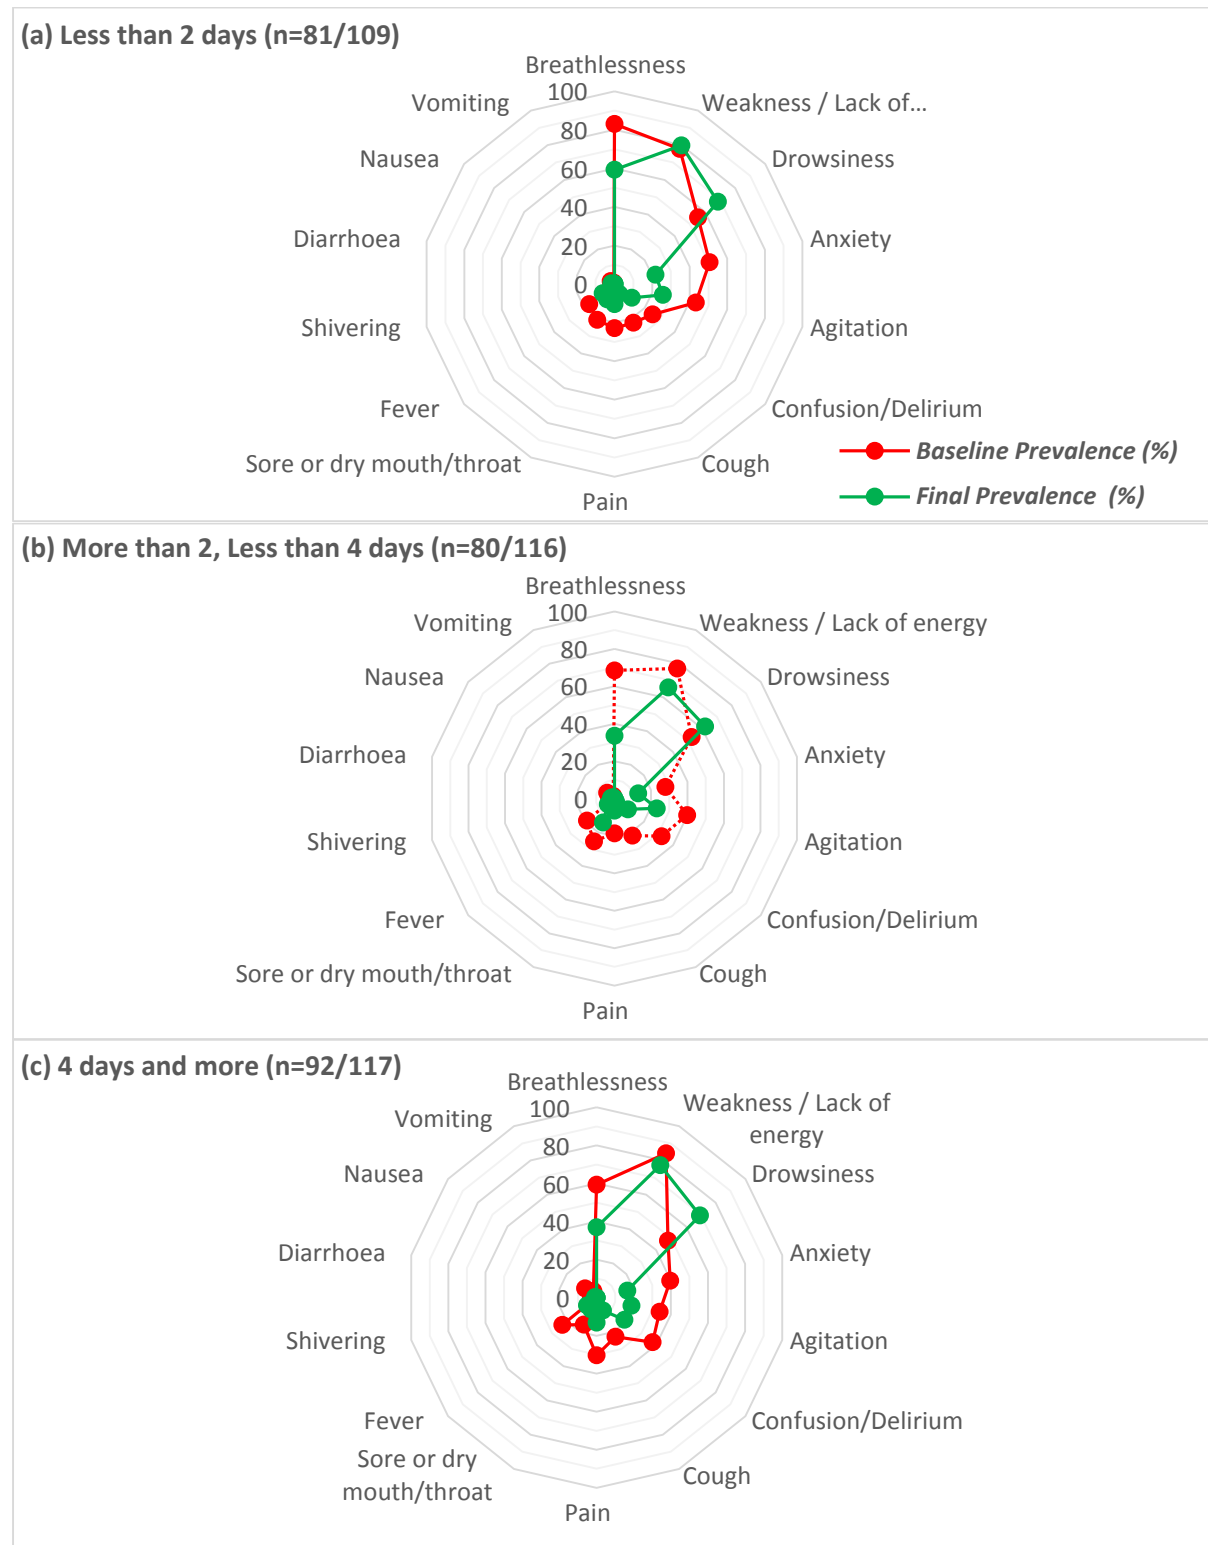 (a) Less than 2 days (n=81/109)
Breathlessness
Weakness / Lack of…
Drowsiness
Anxiety
Agitation
Confusion/Delirium
Cough
Pain
Sore or dry mouth/throat
Fever
Shivering
Diarrhoea
Nausea
Vomiting
100
80
60
40
20
0
Baseline Prevalence (%)
Final Prevalence (%)
(b) More than 2, Less than 4 days (n=80/116)
Breathlessness
Weakness / Lack of energy
Drowsiness
Anxiety
Agitation
Confusion/Delirium
Cough
Pain
Sore or dry mouth/throat
Fever
Shivering
Diarrhoea
Nausea
Vomiting
100
80
60
40
20
0
(c) 4 days and more (n=92/117)
Breathlessness
Weakness / Lack of
energy
Drowsiness
Anxiety
Agitation
Confusion/Delirium
Cough
Pain
Sore or dry
mouth/throat
Fever
Shivering
Diarrhoea
Nausea
Vomiting
100
80
60
40
20
0